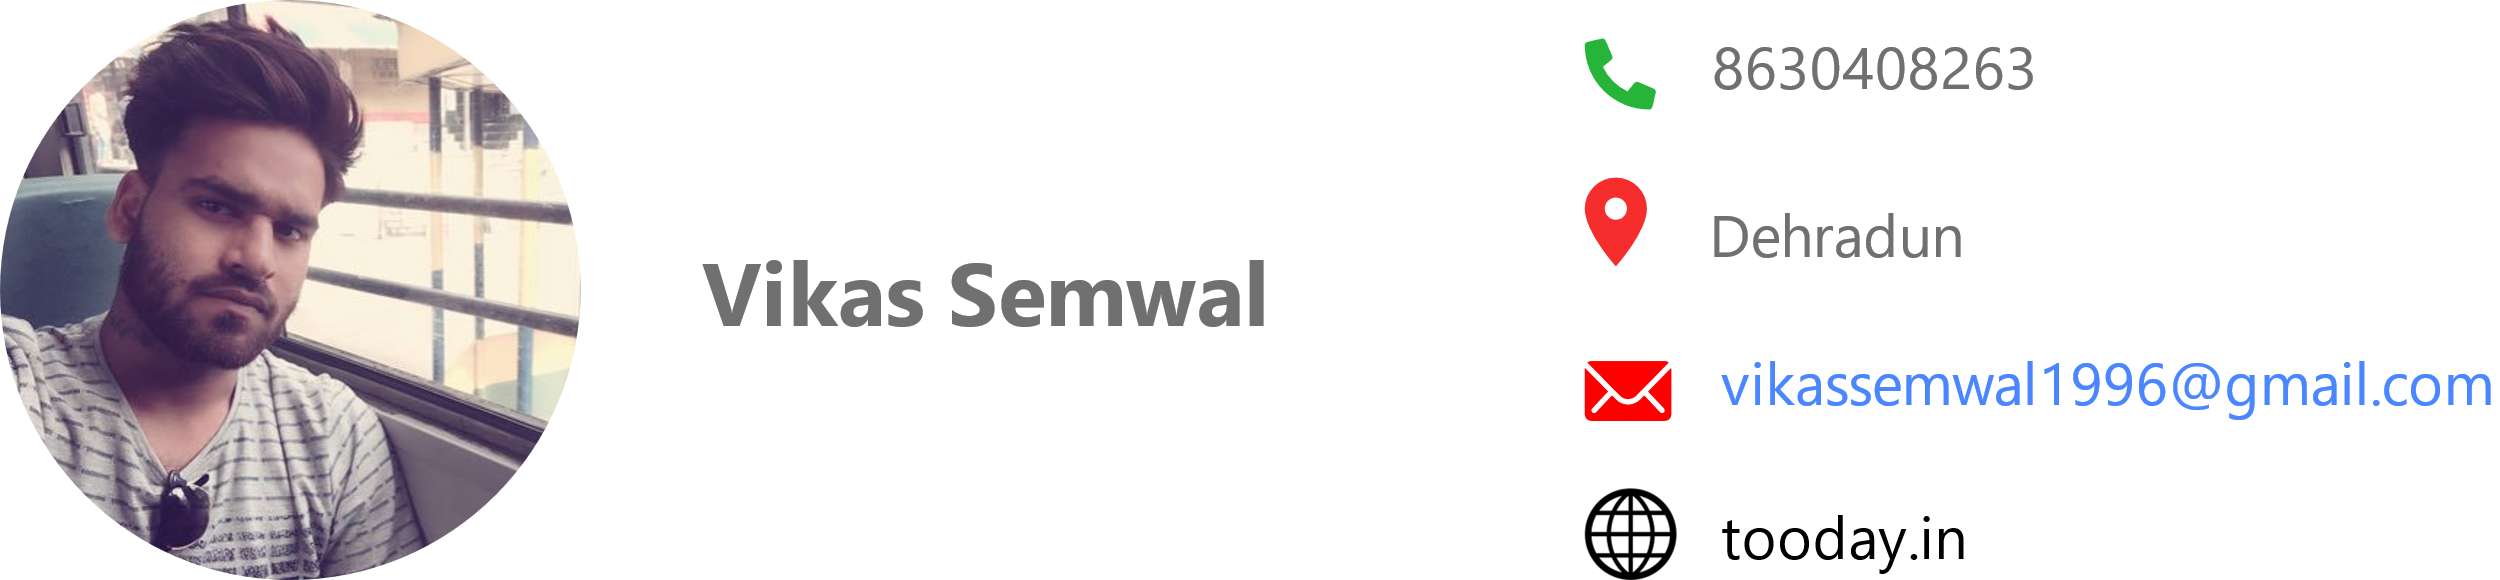 8630408263
Dehradun
Vikas Semwal
vikassemwal1996@gmail.com
tooday.in